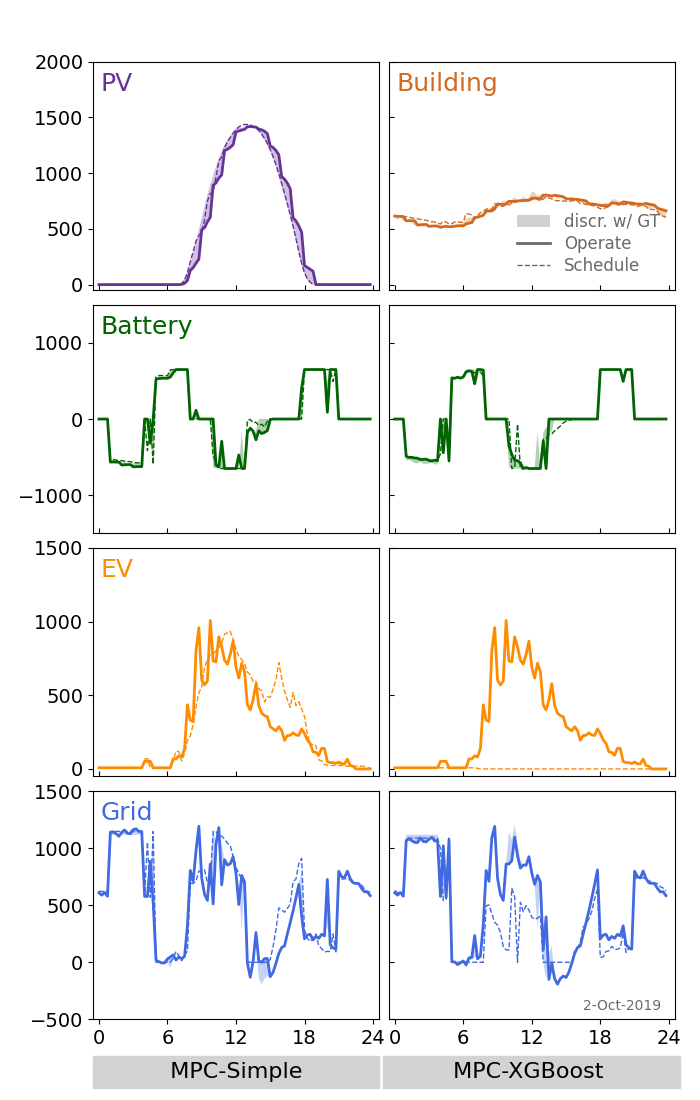 2000
1500
1000
500
0
PV
Building
discr. w/ GT
Operate
Schedule
1000
0
−1000
Battery
1500
1000
500
0
EV
1500
1000
500
0
−500
Grid
2-Oct-2019
0 6 12 18 24 0 6 12 18 24
MPC-Simple MPC-XGBoost